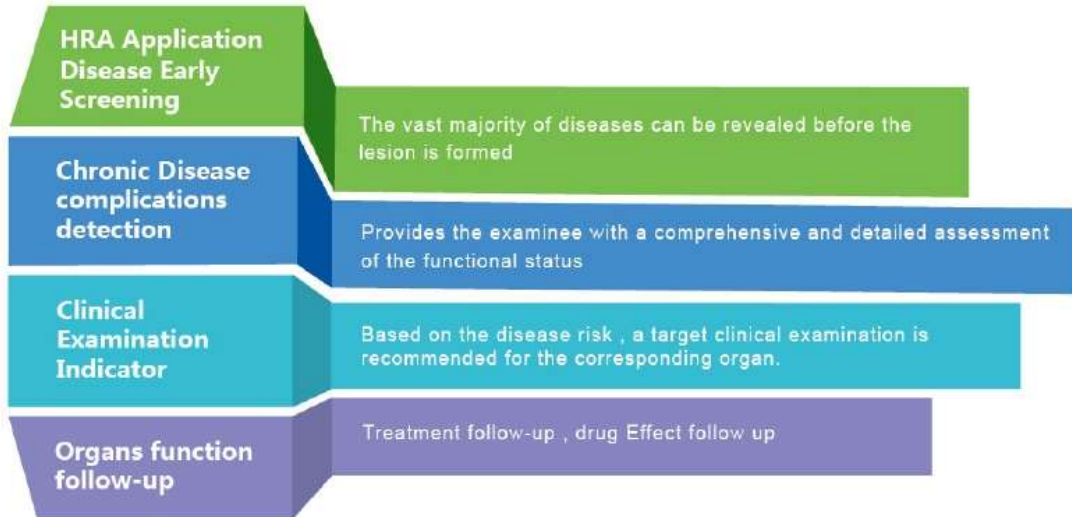 HRA Application
Disease Early
Screening
The vast majority of diseases can be revealed before the
lesion is formed
Chronic Disease
complications
detection
Provides the examinee with a comprehensive and detailed assessment
of the functional status
Clinical
Examination
Indicator
Based on the disease risk , a target clinical examination is
recommended for the corresponding organ.
Organs function
follow-up
Treatment follow-up , drug Effect follow up